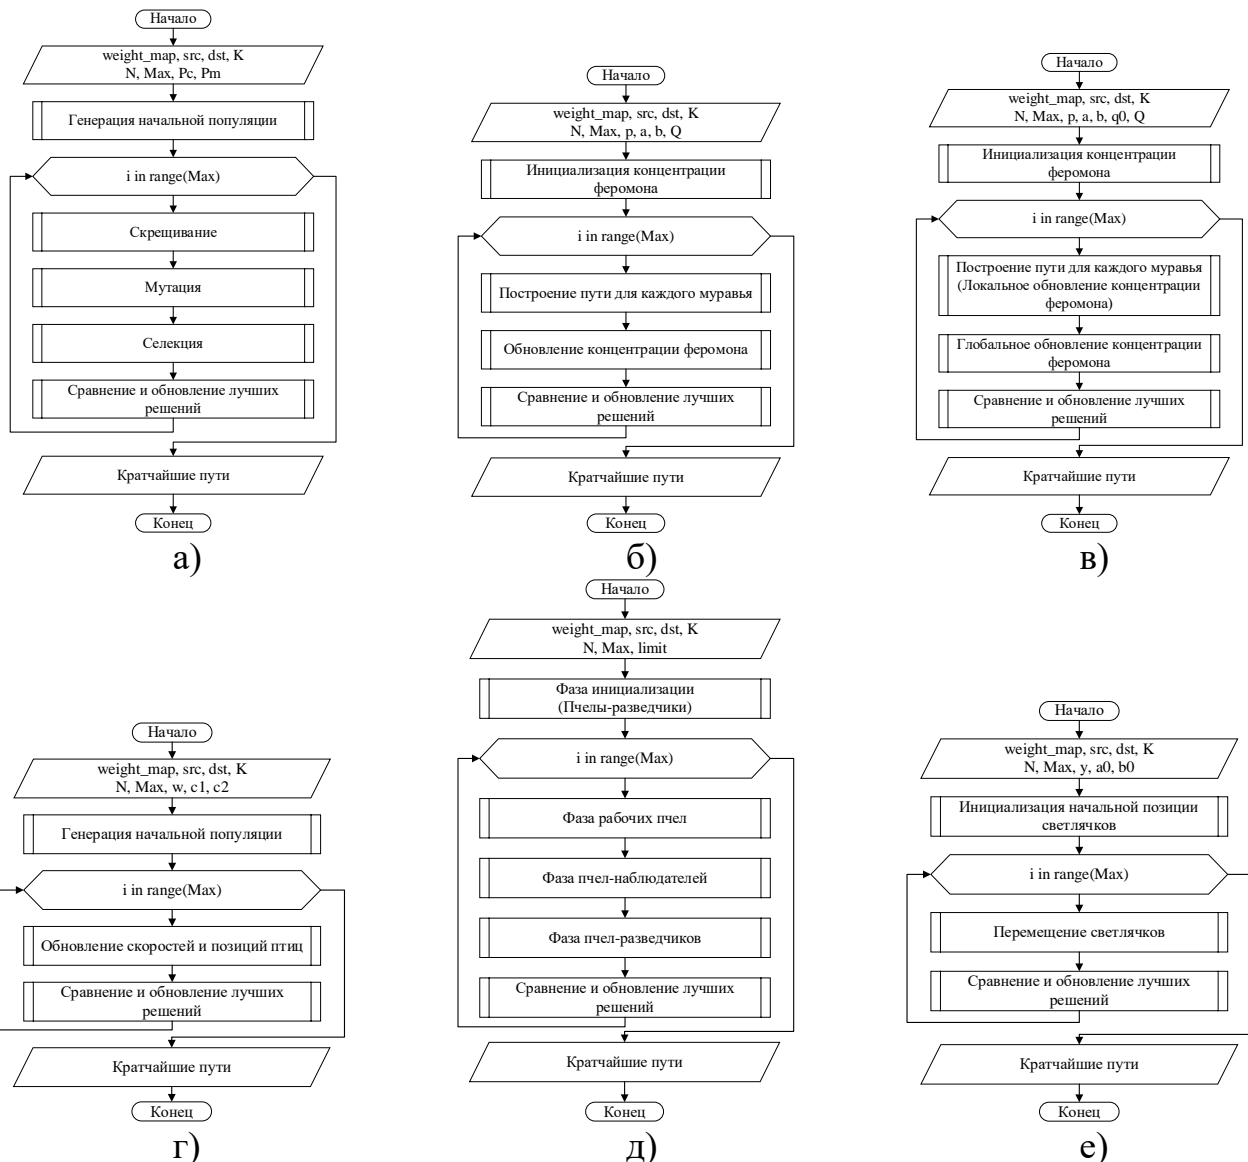 Начало
weight_map, src, dst, K
N, Max, Pc, Pm
Генерация начальной популяции
i in range(Max)
Скрещивание
Мутация
Селекция
Сравнение и обновление лучших
решений
Кратчайшие пути
Конец
а)
Начало
weight_map, src, dst, K
N, Max, p, a, b, Q
Инициализация концентрации
феромона
i in range(Max)
Построение пути для каждого муравья
Обновление концентрации феромона
Сравнение и обновление лучших
решений
Кратчайшие пути
Конец
б)
Начало
weight_map, src, dst, K
N, Max, p, a, b, q0, Q
Инициализация концентрации
феромона
i in range(Max)
Построение пути для каждого муравья
(Локальное обновление концентрации
феромона)
Глобальное обновление концентрации
феромона
Сравнение и обновление лучших
решений
Кратчайшие пути
Конец
в)
Начало
weight_map, src, dst, K
N, Max, w, c1, c2
Генерация начальной популяции
i in range(Max)
Обновление скоростей и позиций птиц
Сравнение и обновление лучших
решений
Кратчайшие пути
Конец
г)
Начало
weight_map, src, dst, K
N, Max, limit
Фаза инициализации
(Пчелы-разведчики)
i in range(Max)
Фаза рабочих пчел
Фаза пчел-наблюдателей
Фаза пчел-разведчиков
Сравнение и обновление лучших
решений
Кратчайшие пути
Конец
д)
Начало
weight_map, src, dst, K
N, Max, y, a0, b0
Инициализация начальной позиции
светлячков
i in range(Max)
Перемещение светлячков
Сравнение и обновление лучших
решений
Кратчайшие пути
Конец
е)